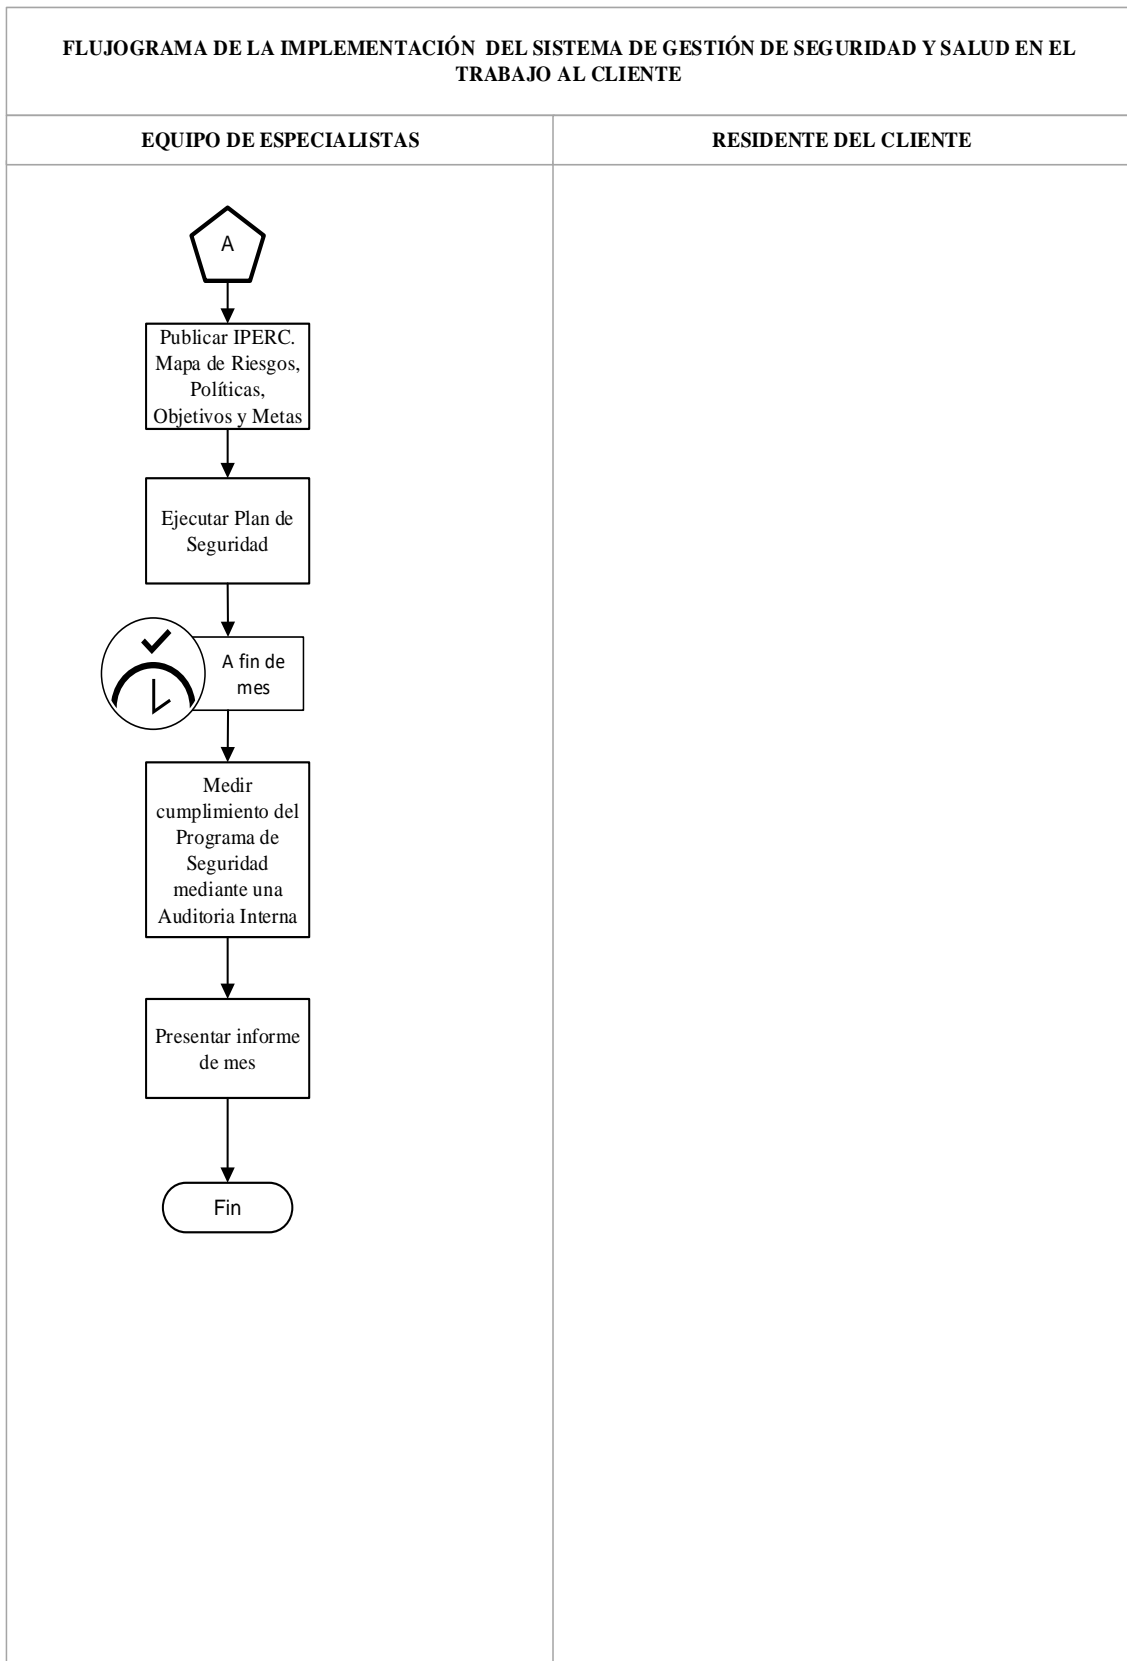 FLUJOGRAMA DE LA IMPLEMENTACIÓN DEL SISTEMA DE GESTIÓN DE SEGURIDAD Y SALUD EN EL
TRABAJO AL CLIENTE
EQUIPO DE ESPECIALISTAS
RESIDENTE DEL CLIENTE
A
Publicar IPERC.
Mapa de Riesgos,
Políticas,
Objetivos y Metas
Ejecutar Plan de
Seguridad
A fin de
mes
Medir
cumplimiento del
Programa de
Seguridad
mediante una
Auditoria Interna
Presentar informe
de mes
Fin